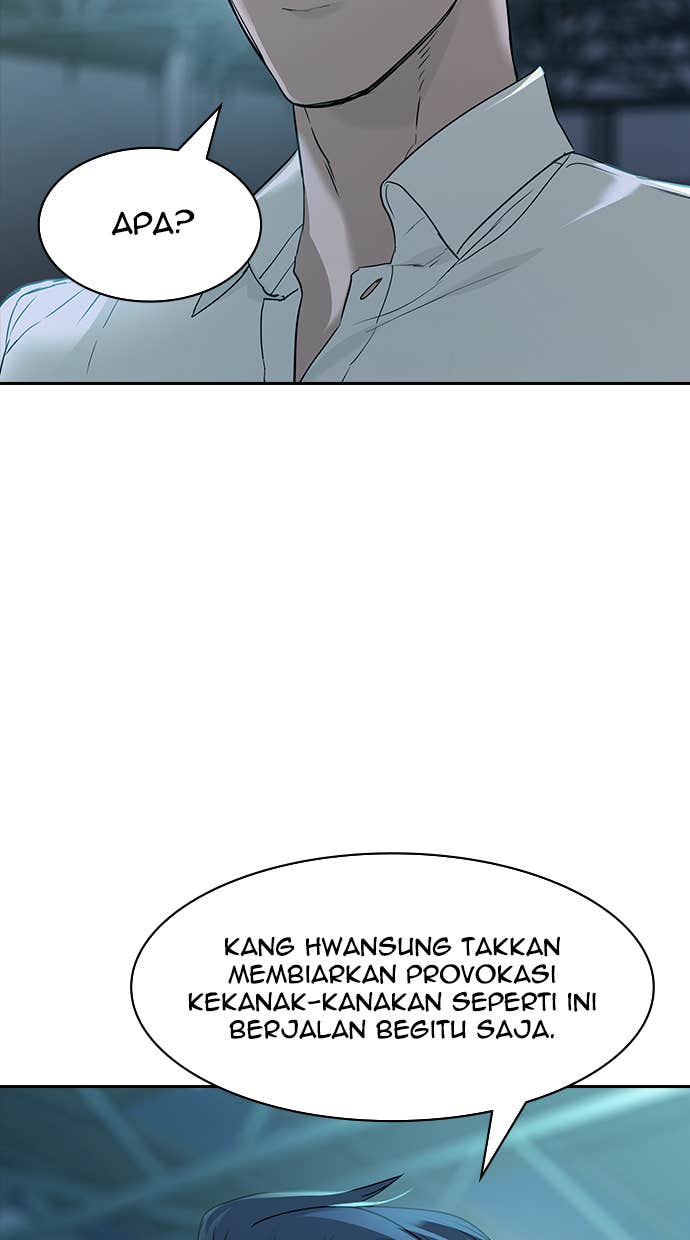 APA?
KANG HWANSUNG TAKKAN
MEMBIARKAN PROVOKASI
KEKANAK-KANAKAN SEPERTI INI
BERJALAN BEGITU SAJA.